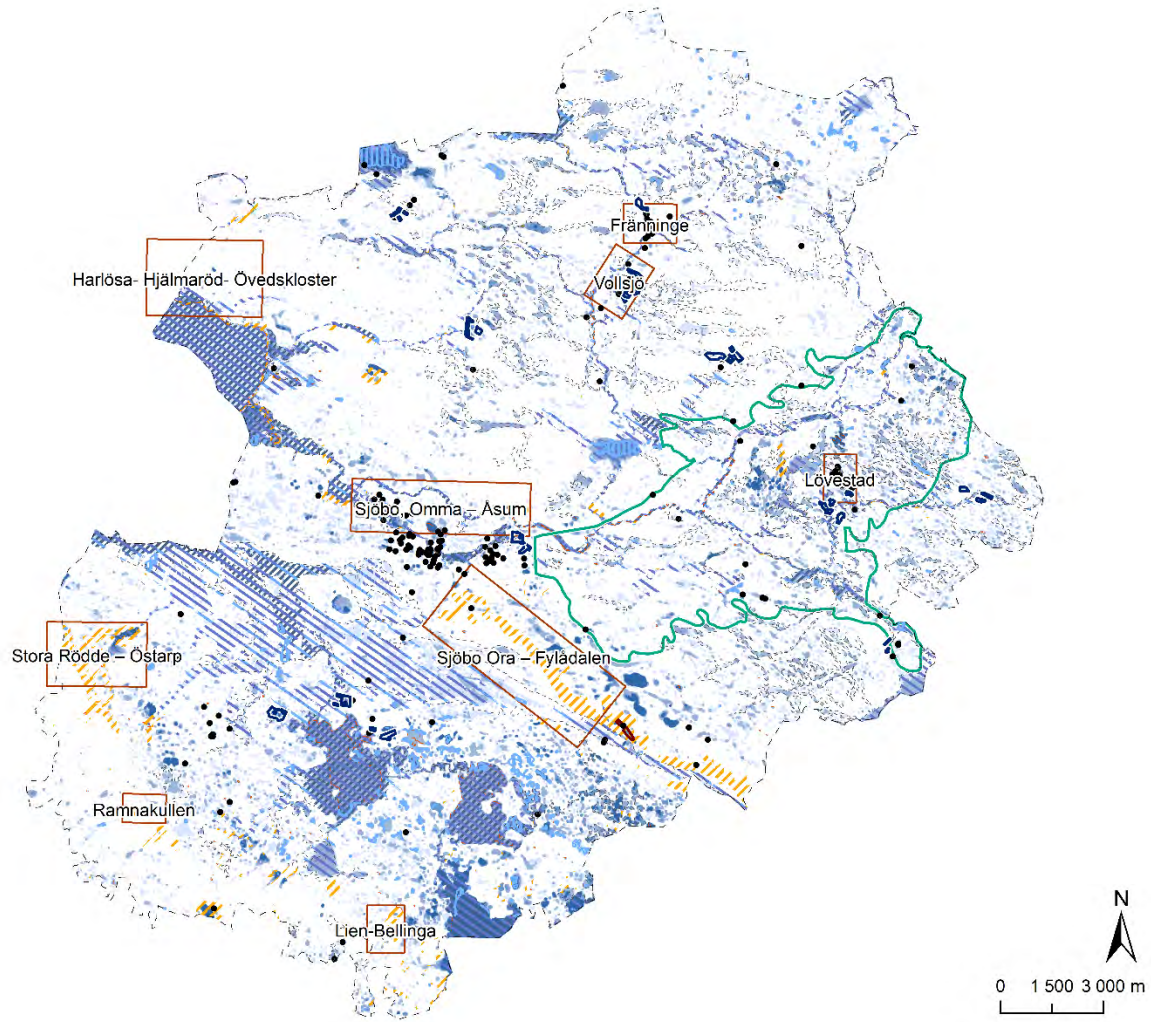 Fränninge
Harlösa- Hjälmaröd- Övedskloster
Vollsjö
Lövestad
Sjöbo, Omma – Åsum
Stora Rödde – Östarp
Sjöbo Ora – Fyledalen
Ramnakullen
Lien-Bellinga
N
0 1 500 3 000 m